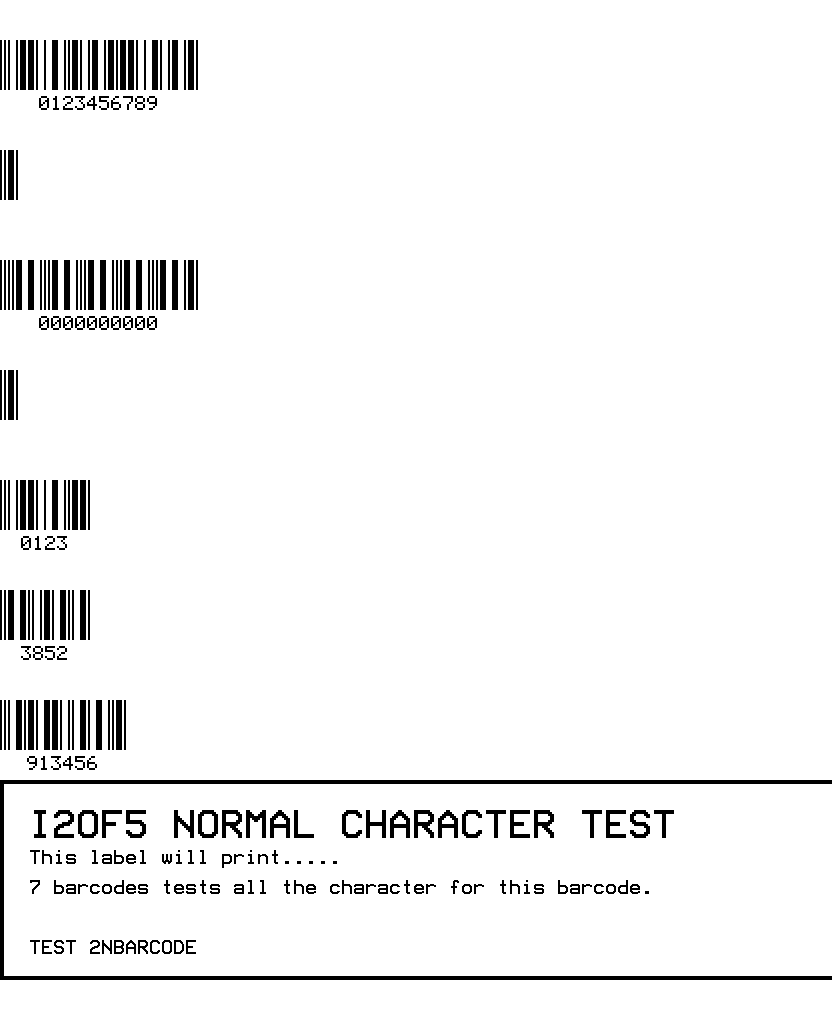 0123456789
0000000000
0123
3852
913456
I2OF5 NORMAL CHARACTER TEST
This label will print.....
7 barcodes tests all the character for this barcode.
TEST 2NBARCODE